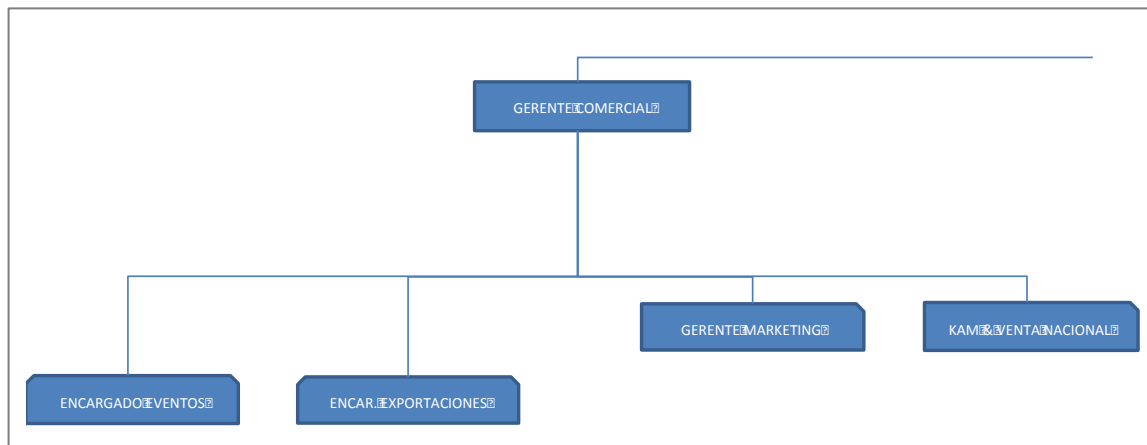 GERENTE COMERCIAL
GERENTE MARKETING
KAM & VENTA NACIONAL
ENCARGADO EVENTOS
ENCAR. EXPORTACIONES